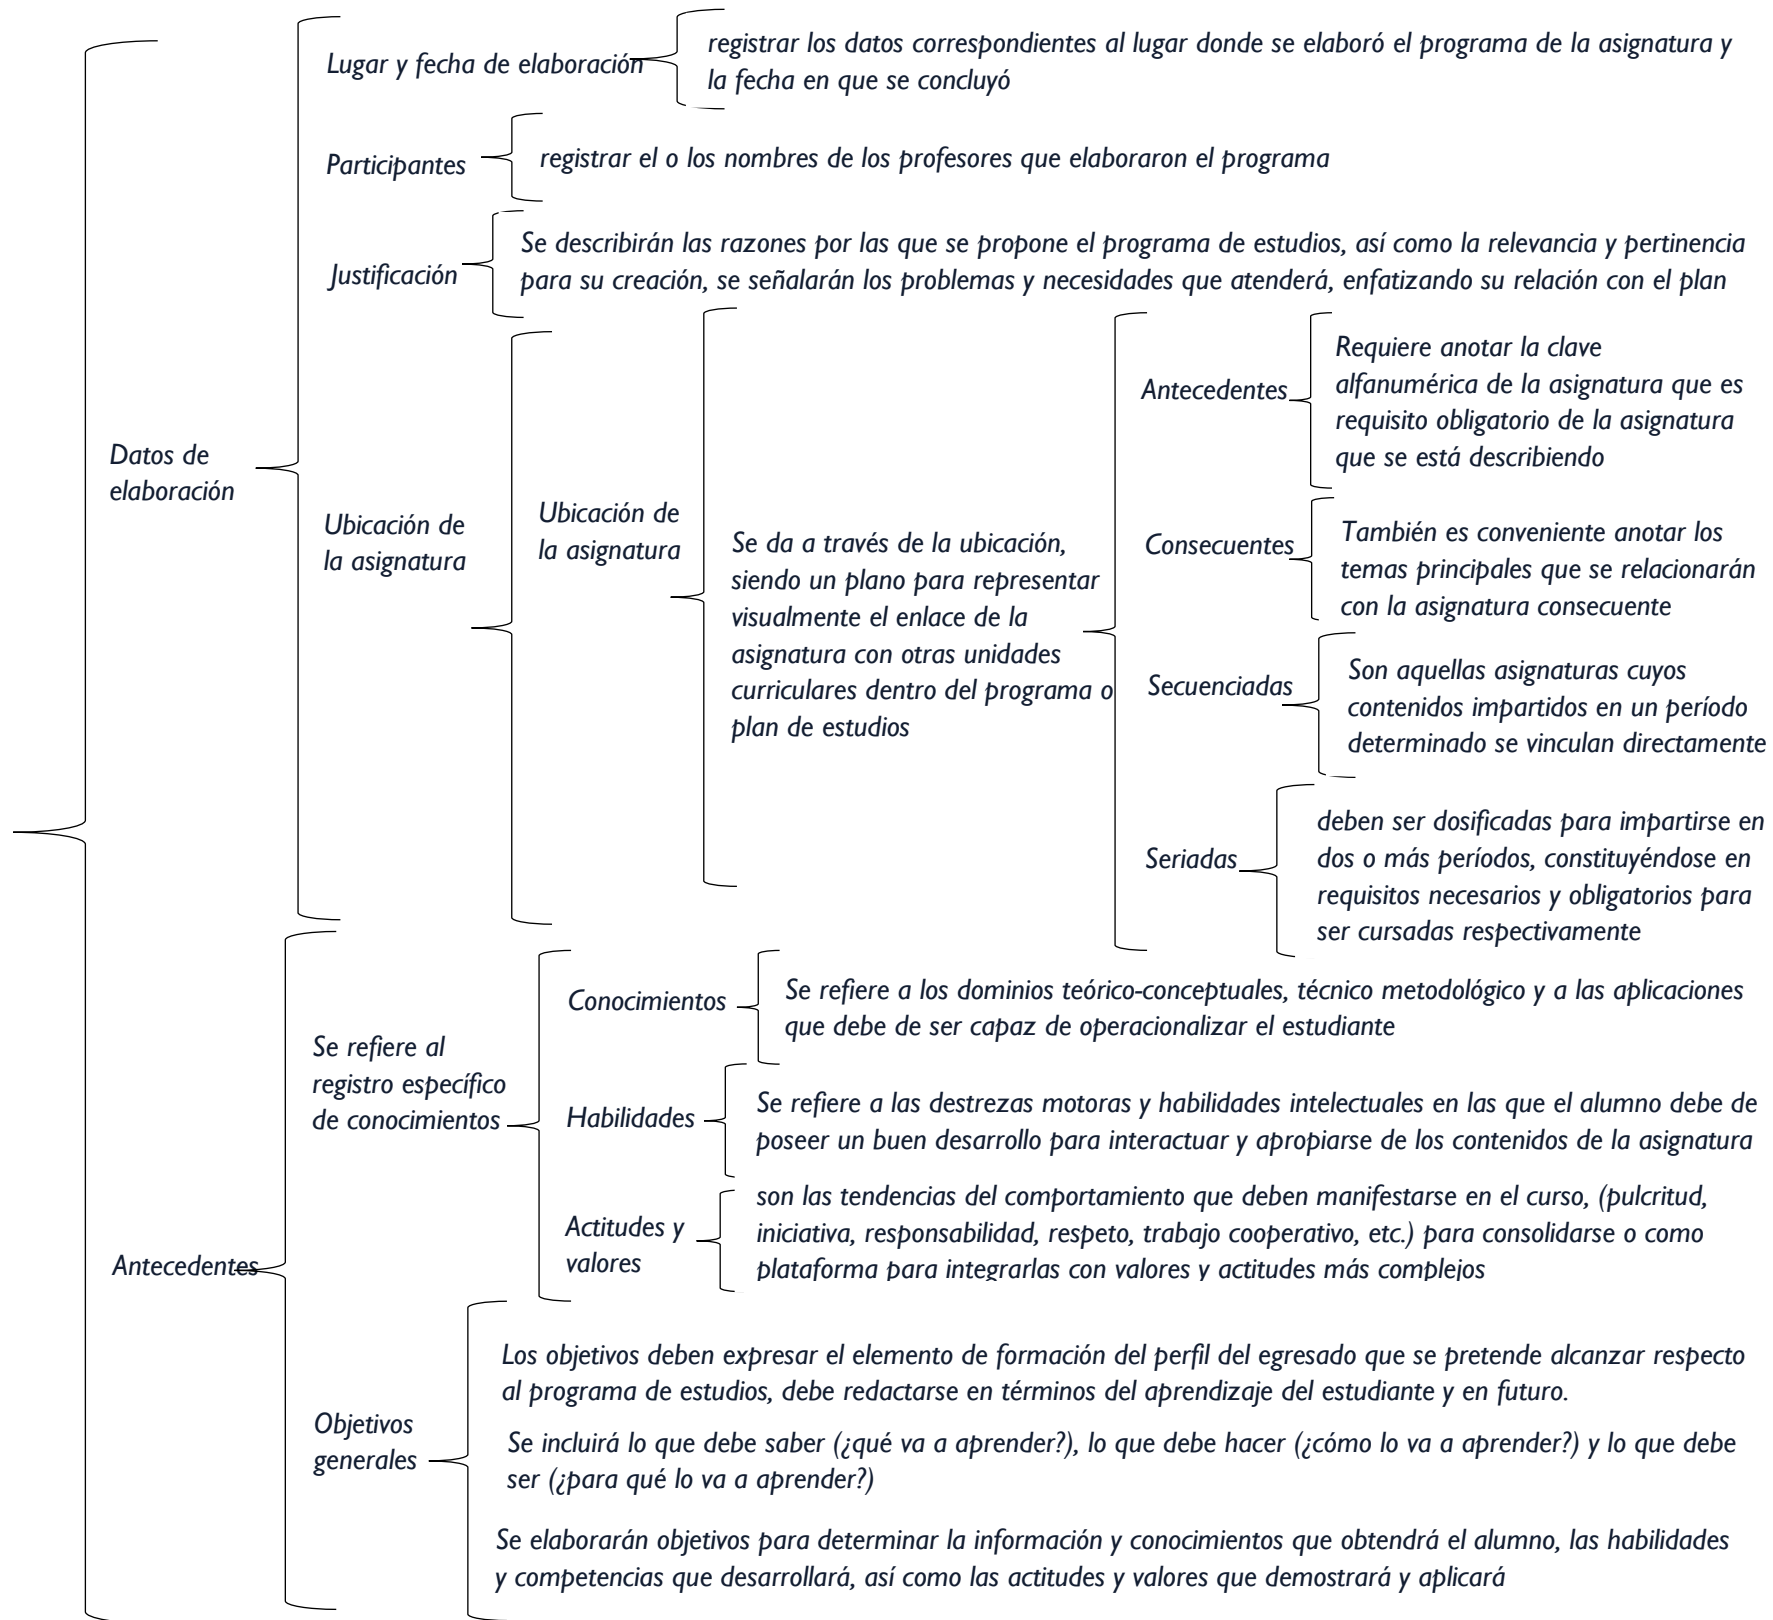 Lugar y fecha de elaboración
registrar los datos correspondientes al lugar donde se elaboró el programa de la asignatura y
la fecha en que se concluyó
Participantes
registrar el o los nombres de los profesores que elaboraron el programa
Justificación
Se describirán las razones por las que se propone el programa de estudios, así como la relevancia y pertinencia
para su creación, se señalarán los problemas y necesidades que atenderá, enfatizando su relación con el plan
Datos de
elaboración
Ubicación de
la asignatura
Ubicación de
la asignatura
Se da a través de la ubicación,
siendo un plano para representar
visualmente el enlace de la
asignatura con otras unidades
curriculares dentro del programa o
plan de estudios
Antecedentes
Requiere anotar la clave
alfanumérica de la asignatura que es
requisito obligatorio de la asignatura
que se está describiendo
Consecuentes
También es conveniente anotar los
temas principales que se relacionarán
con la asignatura consecuente
Secuenciadas
Son aquellas asignaturas cuyos
contenidos impartidos en un período
determinado se vinculan directamente
Seriadas
deben ser dosificadas para impartirse en
dos o más períodos, constituyéndose en
requisitos necesarios y obligatorios para
ser cursadas respectivamente
Antecedentes
Se refiere al
registro específico
de conocimientos
Conocimientos
Se refiere a los dominios teórico-conceptuales, técnico metodológico y a las aplicaciones
que debe de ser capaz de operacionalizar el estudiante
Habilidades
Se refiere a las destrezas motoras y habilidades intelectuales en las que el alumno debe de
poseer un buen desarrollo para interactuar y apropiarse de los contenidos de la asignatura
Actitudes y
valores
son las tendencias del comportamiento que deben manifestarse en el curso, (pulcritud,
iniciativa, responsabilidad, respeto, trabajo cooperativo, etc.) para consolidarse o como
plataforma para integrarlas con valores y actitudes más complejos
Objetivos
generales
Los objetivos deben expresar el elemento de formación del perfil del egresado que se pretende alcanzar respecto
al programa de estudios, debe redactarse en términos del aprendizaje del estudiante y en futuro.
Se incluirá lo que debe saber (¿qué va a aprender?), lo que debe hacer (¿cómo lo va a aprender?) y lo que debe
ser (¿para qué lo va a aprender?)
Se elaborarán objetivos para determinar la información y conocimientos que obtendrá el alumno, las habilidades
y competencias que desarrollará, así como las actitudes y valores que demostrará y aplicará